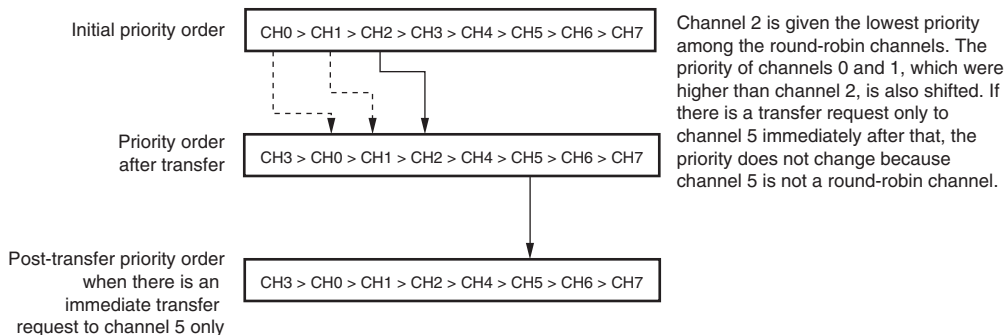 Initial priority order
CH0 > CH1 > CH2 > CH3 > CH4 > CH5 > CH6 > CH7
Priority order
after transfer
CH3 > CH0 > CH1 > CH2 > CH4 > CH5 > CH6 > CH7
Post-transfer priority order
when there is an
immediate transfer
request to channel 5 only
CH3 > CH0 > CH1 > CH2 > CH4 > CH5 > CH6 > CH7
Channel 2 is given the lowest priority
among the round-robin channels. The
priority of channels 0 and 1, which were
higher than channel 2, is also shifted. If
there is a transfer request only to
channel 5 immediately after that, the
priority does not change because
channel 5 is not a round-robin channel.